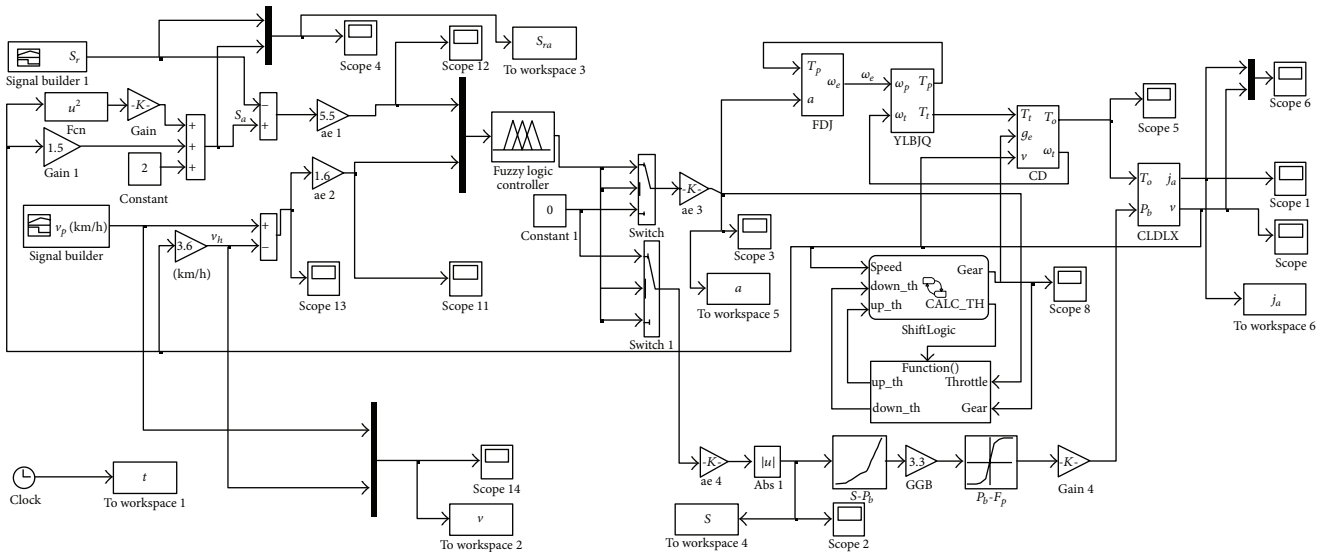 S_r
Signal builder 1
Scope 4
Scope 12
S_ra
To workspace 3
u²
Fcn
-K-
Gain
+
+
+
S_a
−
+
5.5
ae 1
1.5
Gain 1
2
Constant
1.6
ae 2
Fuzzy logic
controller
v_p (km/h)
Signal builder
3.6
(km/h)
v_h
+
−
Scope 13
Scope 11
0
Constant 1
Switch
Switch 1
-K-
ae 3
Scope 3
a
To workspace 5
T_p
ω_e
a
FDJ
ω_e
ω_p
T_p
ω_t
T_t
YLBJQ
T_t
T_o
g_e
ω_t
v
CD
Scope 5
Scope 6
T_o
j_a
P_b
v
CLDLX
Scope 1
Scope
j_a
To workspace 6
Speed
Gear
down_th
up_th
CALC_TH
ShiftLogic
Scope 8
Function()
up_th
Throttle
down_th
Gear
Clock
t
To workspace 1
Scope 14
v
To workspace 2
-K-
ae 4
|u|
Abs 1
S-P_b
3.3
GGB
P_b-F_p
-K-
Gain 4
S
To workspace 4
Scope 2